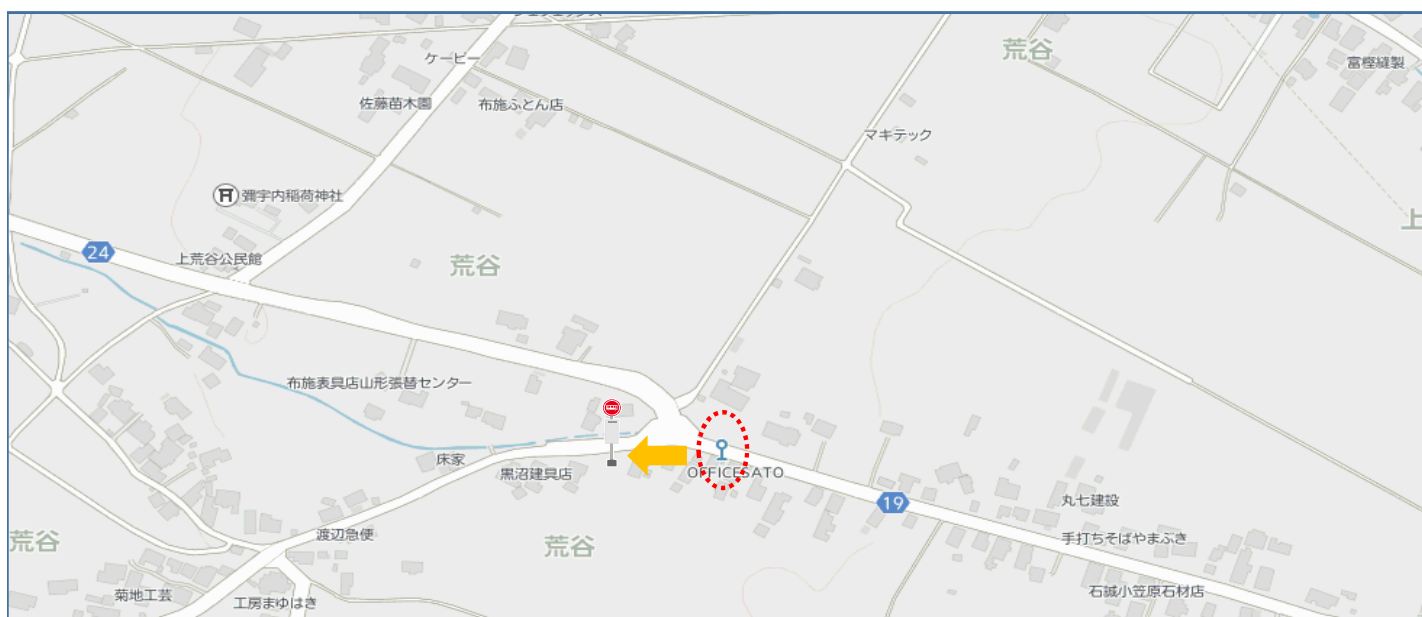 荒谷
ケーピー
富樫縫製
佐藤苗木園
布施ふとん店
マキテック
彌宇内稲荷神社
上
24
上荒谷公民館
荒谷
布施表具店山形張替センター
床家
黒沼建具店
OFFICESATO
19
丸七建設
渡辺急便
手打ちそばやまぶき
荒谷
荒谷
菊地工芸
工房まゆはき
石誠小笠原石材店